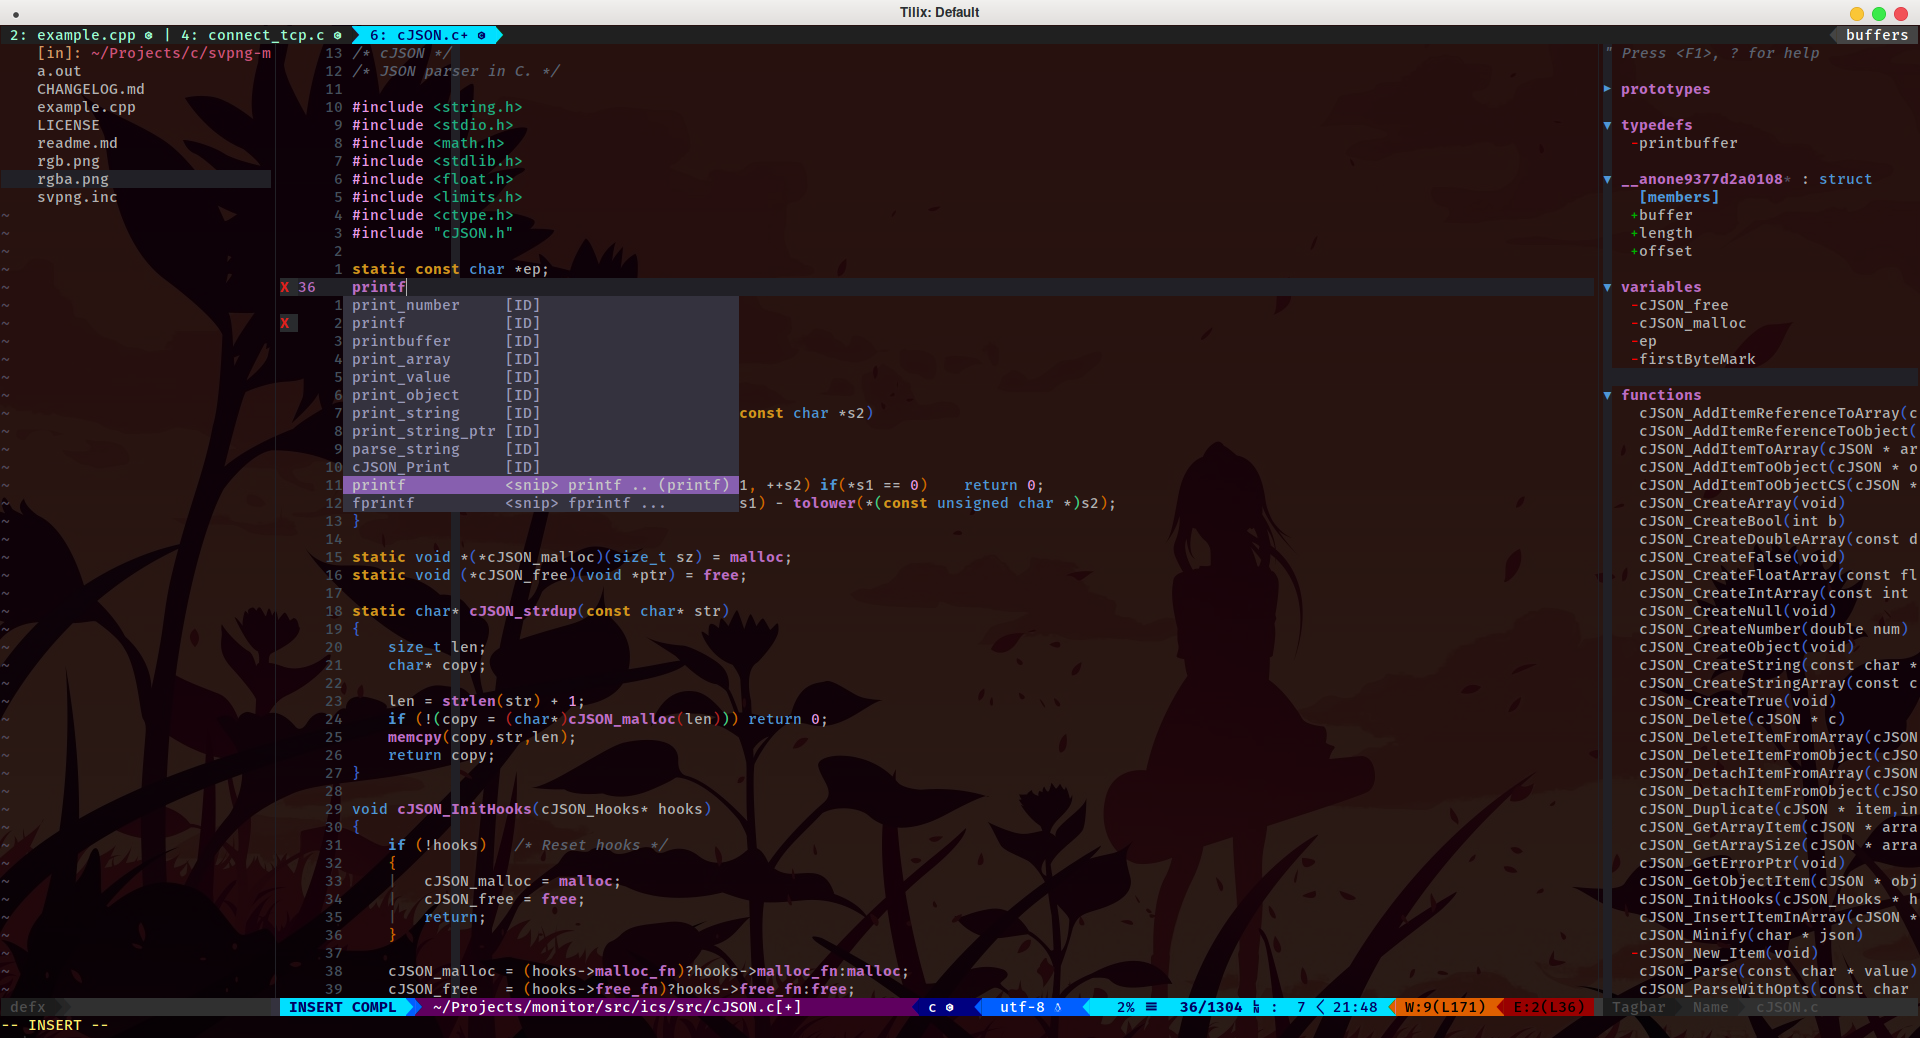 Tilix: Default
2: example.cpp | 4: connect_tcp.c 6: cJSON.c+ buffers
[in]: ~/Projects/c/svpng-m
a.out
CHANGELOG.md
example.cpp
LICENSE
readme.md
rgb.png
rgba.png
svpng.inc
~
defx
13 /* cJSON */
12 /* JSON parser in C. */
11
10 #include <string.h>
9 #include <stdio.h>
8 #include <math.h>
7 #include <stdlib.h>
6 #include <float.h>
5 #include <limits.h>
4 #include <ctype.h>
3 #include "cJSON.h"
2
1 static const char *ep;
X 36 printf
1 print_number [ID]
X 2 printf [ID]
3 printbuffer [ID]
4 print_array [ID]
5 print_value [ID]
6 print_object [ID]
7 print_string [ID] const char *s2)
8 print_string_ptr [ID]
9 parse_string [ID]
10 cJSON_Print [ID]
11 printf <snip> printf .. (printf) 1, ++s2) if(*s1 == 0) return 0;
12 fprintf <snip> fprintf ... s1) - tolower(*(const unsigned char *)s2);
13 }
14
15 static void *(*cJSON_malloc)(size_t sz) = malloc;
16 static void (*cJSON_free)(void *ptr) = free;
17
18 static char* cJSON_strdup(const char* str)
19 {
20 size_t len;
21 char* copy;
22
23 len = strlen(str) + 1;
24 if (!(copy = (char*)cJSON_malloc(len))) return 0;
25 memcpy(copy,str,len);
26 return copy;
27 }
28
29 void cJSON_InitHooks(cJSON_Hooks* hooks)
30 {
31 if (!hooks) /* Reset hooks */
32 {
33 | cJSON_malloc = malloc;
34 | cJSON_free = free;
35 | return;
36 }
37
38 cJSON_malloc = (hooks->malloc_fn)?hooks->malloc_fn:malloc;
39 cJSON_free = (hooks->free_fn)?hooks->free_fn:free;
INSERT COMPL ~/Projects/monitor/src/ics/src/cJSON.c[+] c utf-8 2% 36/1304 : 7 21:48 W:9(L171) E:2(L36)
-- INSERT --
" Press <F1>, ? for help
▶ prototypes
▼ typedefs
-printbuffer
▼ __anone9377d2a0108* : struct
[members]
+buffer
+length
+offset
▼ variables
-cJSON_free
-cJSON_malloc
-ep
-firstByteMark
▼ functions
cJSON_AddItemReferenceToArray(c
cJSON_AddItemReferenceToObject(
cJSON_AddItemToArray(cJSON * ar
cJSON_AddItemToObject(cJSON * o
cJSON_AddItemToObjectCS(cJSON *
cJSON_CreateArray(void)
cJSON_CreateBool(int b)
cJSON_CreateDoubleArray(const d
cJSON_CreateFalse(void)
cJSON_CreateFloatArray(const fl
cJSON_CreateIntArray(const int
cJSON_CreateNull(void)
cJSON_CreateNumber(double num)
cJSON_CreateObject(void)
cJSON_CreateString(const char *
cJSON_CreateStringArray(const c
cJSON_CreateTrue(void)
cJSON_Delete(cJSON * c)
cJSON_DeleteItemFromArray(cJSON
cJSON_DeleteItemFromObject(cJSO
cJSON_DetachItemFromArray(cJSON
cJSON_DetachItemFromObject(cJSO
cJSON_Duplicate(cJSON * item,in
cJSON_GetArrayItem(cJSON * arra
cJSON_GetArraySize(cJSON * arra
cJSON_GetErrorPtr(void)
cJSON_GetObjectItem(cJSON * obj
cJSON_InitHooks(cJSON_Hooks * h
cJSON_InsertItemInArray(cJSON *
cJSON_Minify(char * json)
-cJSON_New_Item(void)
cJSON_Parse(const char * value)
cJSON_ParseWithOpts(const char
Tagbar Name cJSON.c